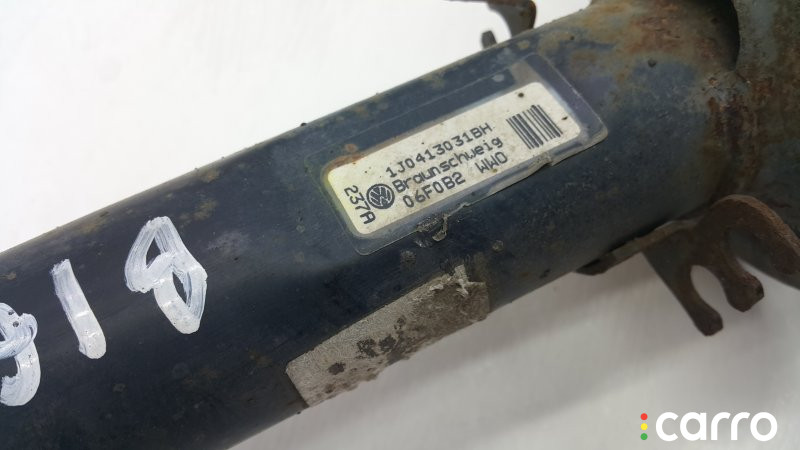 1J0413031BH
Braunschweig
06F0B2 WWO
237A
918
carro